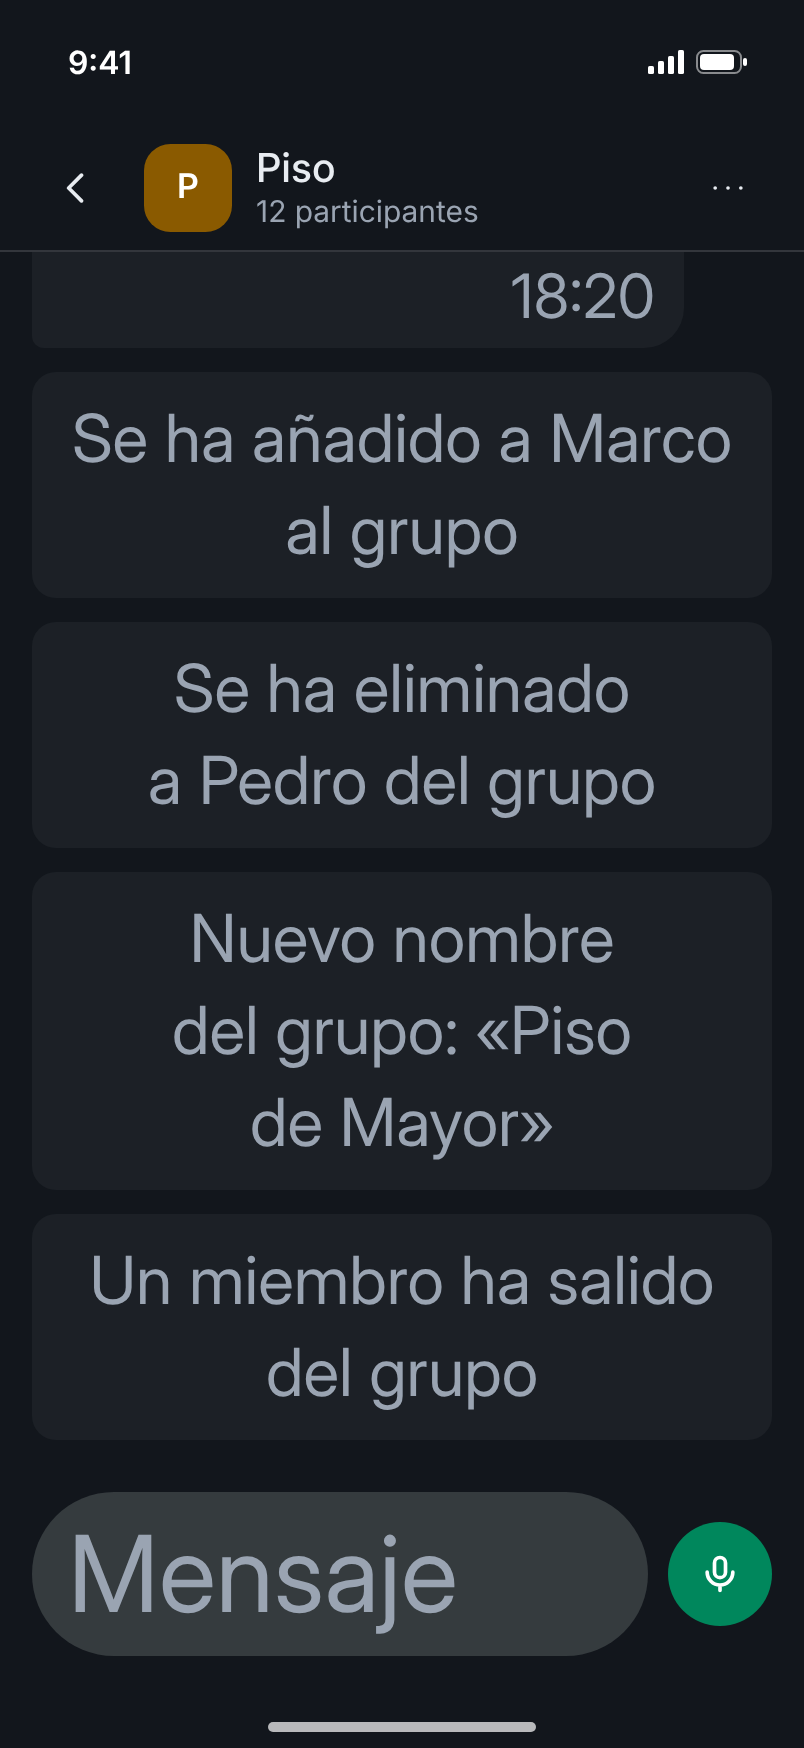 9:41
P
Piso
12 participantes
18:20
Se ha añadido a Marco
al grupo
Se ha eliminado
a Pedro del grupo
Nuevo nombre
del grupo: «Piso
de Mayor»
Un miembro ha salido
del grupo
Mensaje